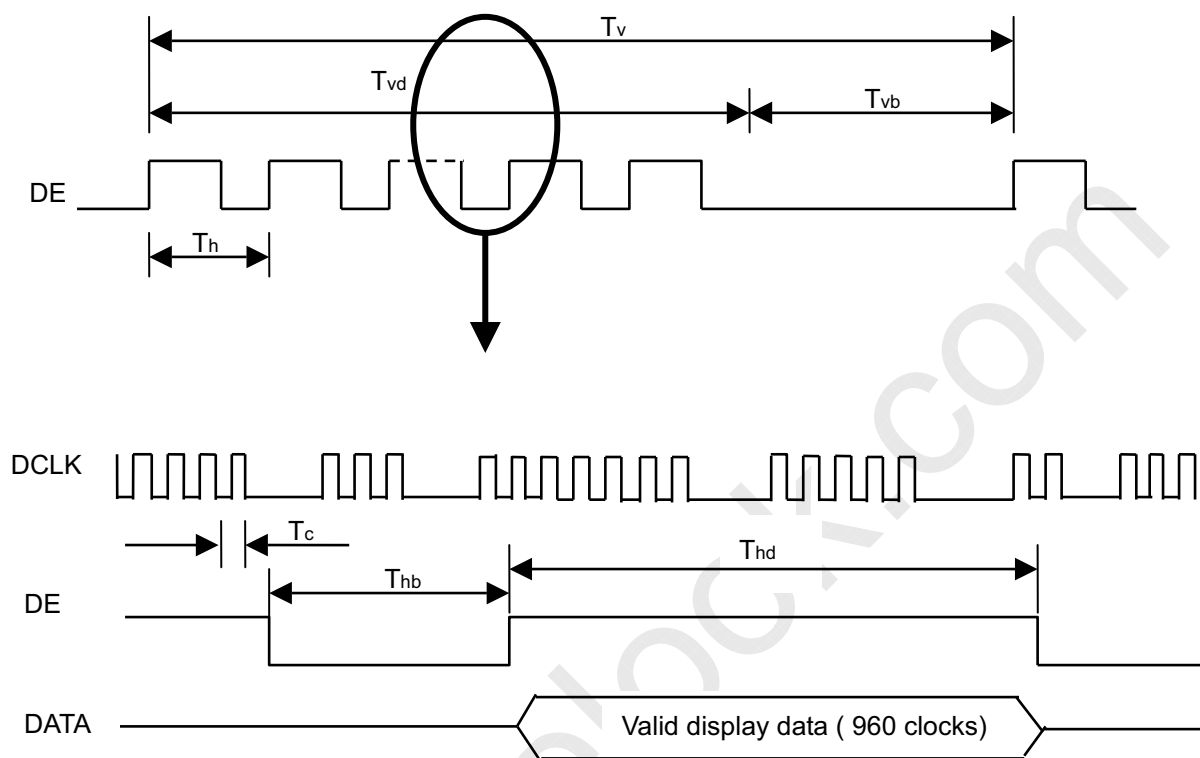 Tv
Tvd
Tvb
DE
Th
DCLK
Tc
Thd
Thb
DE
DATA
Valid display data ( 960 clocks)